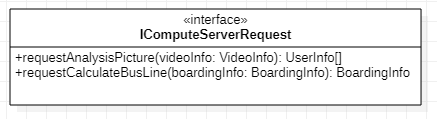 «interface»
IComputeServerRequest
+requestAnalysisPicture(videoInfo: VideoInfo): UserInfo[]
+requestCalculateBusLine(boardingInfo: BoardingInfo): BoardingInfo